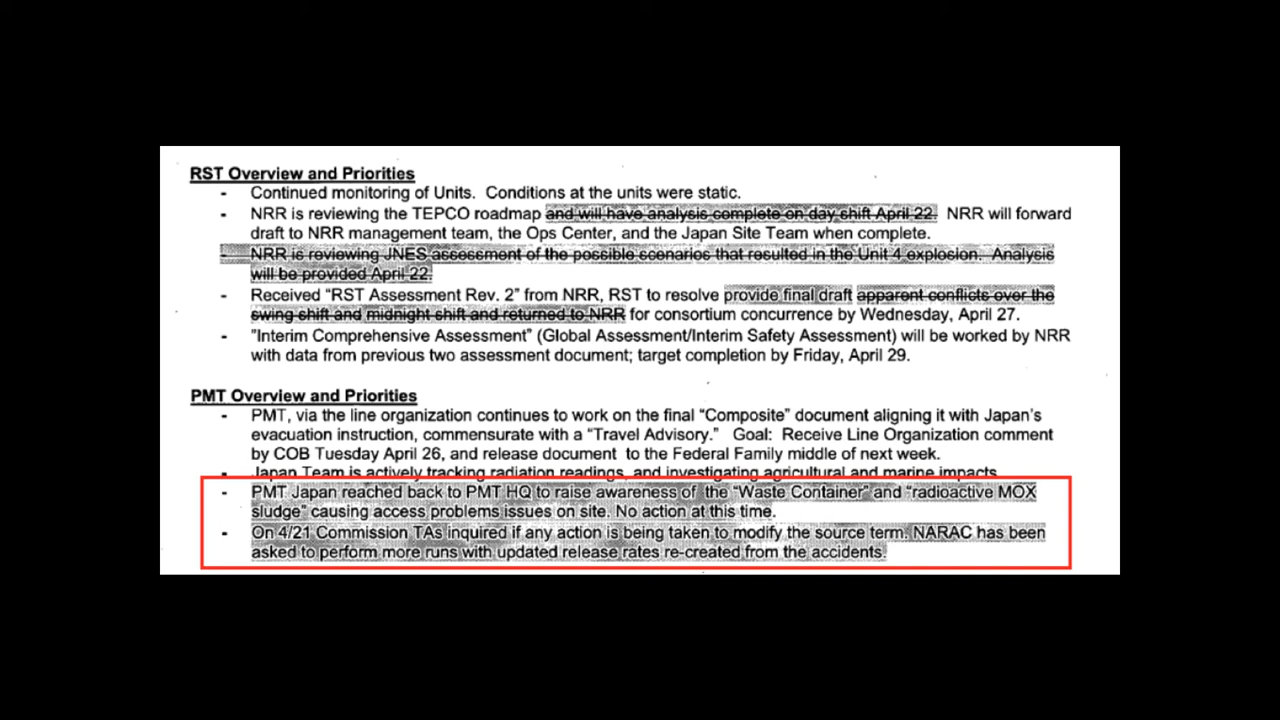 RST Overview and Priorities
- Continued monitoring of Units. Conditions at the units were static.
- NRR is reviewing the TEPCO roadmap and will have analysis complete on day shift April 22. NRR will forward
draft to NRR management team, the Ops Center, and the Japan Site Team when complete.
- NRR is reviewing JNES assessment of the possible scenarios that resulted in the Unit 4 explosion. Analysis
will be provided April 22.
- Received "RST Assessment Rev. 2" from NRR, RST to resolve provide final draft apparent conflicts over the
swing shift and midnight shift and returned to NRR for consortium concurrence by Wednesday, April 27.
- "Interim Comprehensive Assessment" (Global Assessment/Interim Safety Assessment) will be worked by NRR
with data from previous two assessment document; target completion by Friday, April 29.
PMT Overview and Priorities
- PMT, via the line organization continues to work on the final "Composite" document aligning it with Japan's
evacuation instruction, commensurate with a "Travel Advisory." Goal: Receive Line Organization comment
by COB Tuesday April 26, and release document to the Federal Family middle of next week.
- Japan Team is actively tracking radiation readings, and investigating agricultural and marine impacts.
- PMT Japan reached back to PMT HQ to raise awareness of the "Waste Container" and "radioactive MOX
sludge" causing access problems issues on site. No action at this time.
- On 4/21 Commission TAs inquired if any action is being taken to modify the source term. NARAC has been
asked to perform more runs with updated release rates re-created from the accidents.